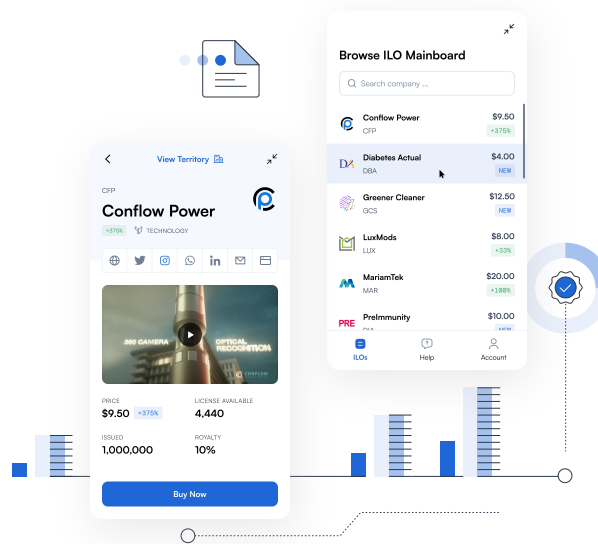 Browse ILO Mainboard
Search company ...
Conflow Power
$9.50
CFP
+375%
Diabetes Actual
$4.00
DBA
NEW
Greener Cleaner
$12.50
GCS
NEW
LuxMods
$8.00
LUX
+33%
MariamTek
$20.00
MAR
+100%
PRE
PreImmunity
$10.00
ILOs
Help
Account
View Territory
CFP
Conflow Power
+375%
TECHNOLOGY
360 CAMERA
OPTICAL
RECOGNITION
CONFLOW
PRICE
LICENSE AVAILABLE
$9.50
+375%
4,440
ISSUED
ROYALTY
1,000,000
10%
Buy Now